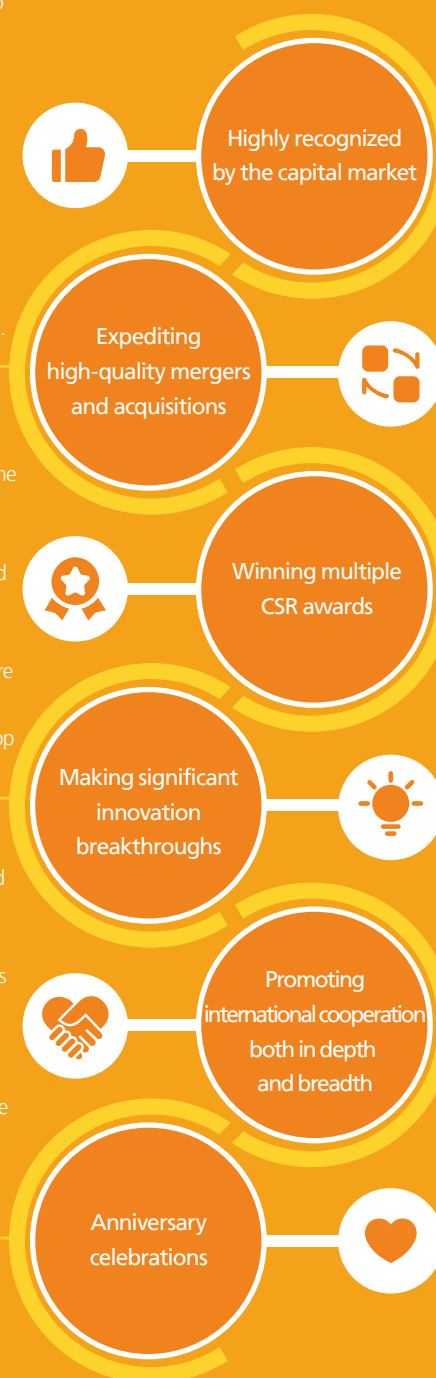 Highly recognized
by the capital market
Expediting
high-quality mergers
and acquisitions
Winning multiple
CSR awards
Making significant
innovation
breakthroughs
Promoting
international cooperation
both in depth
and breadth
Anniversary
celebrations